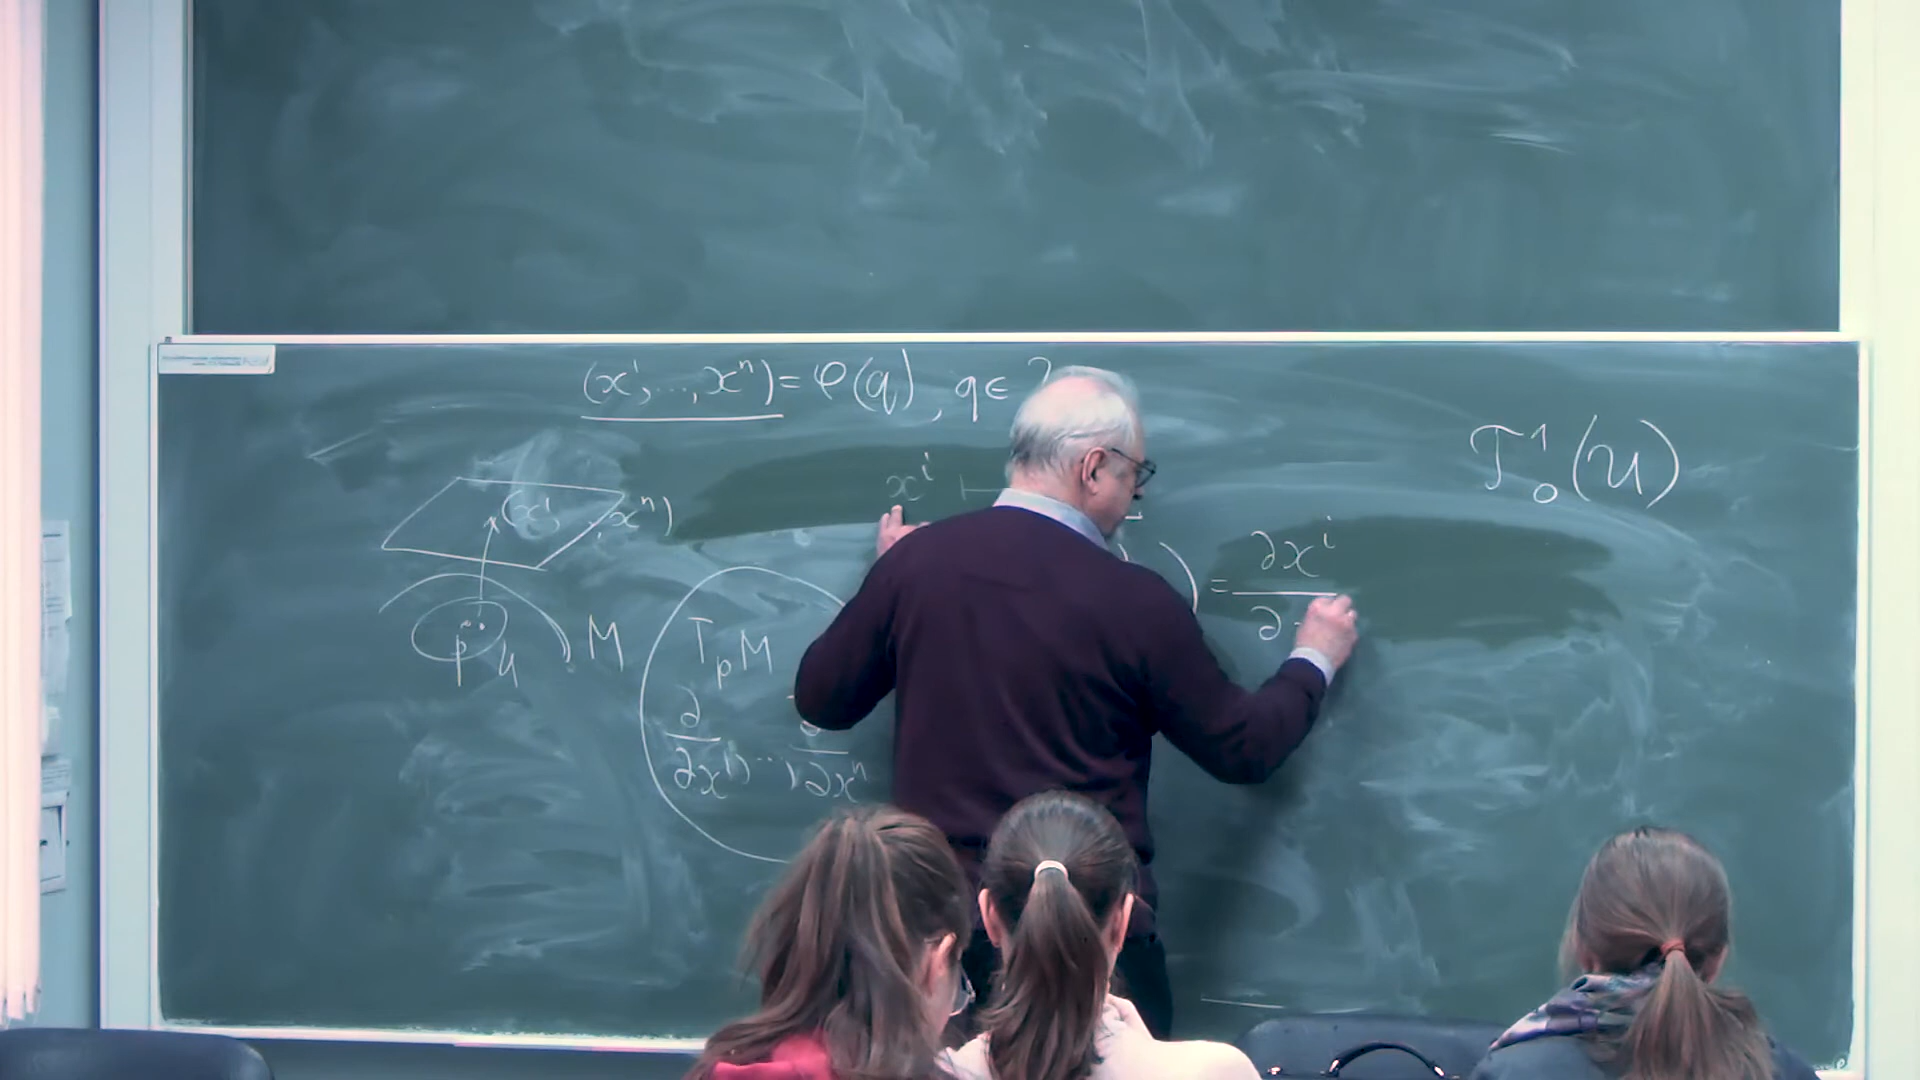 (x¹,...,xⁿ) = φ(q), q ∈
𝒯¹₀(U)
xⁱ ↦
(x¹, xⁿ)
) = ∂xⁱ
∂
p U M
TₚM
∂/∂x¹, ..., ∂/∂xⁿ